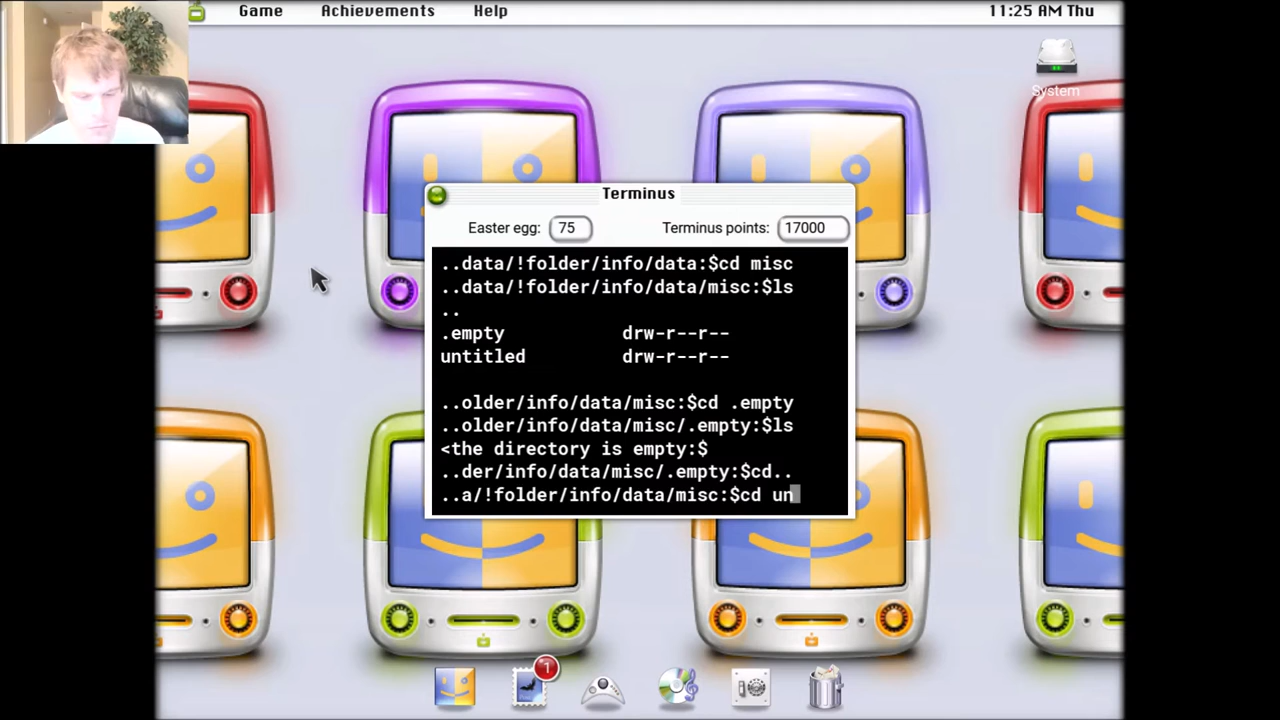 Game Achievements Help 11:25 AM Thu
System
Terminus
Easter egg: 75 Terminus points: 17000
..data/!folder/info/data:$cd misc
..data/!folder/info/data/misc:$ls
..
.empty drw-r--r--
untitled drw-r--r--
..older/info/data/misc:$cd .empty
..older/info/data/misc/.empty:$ls
<the directory is empty:$
..der/info/data/misc/.empty:$cd..
..a/!folder/info/data/misc:$cd un
1